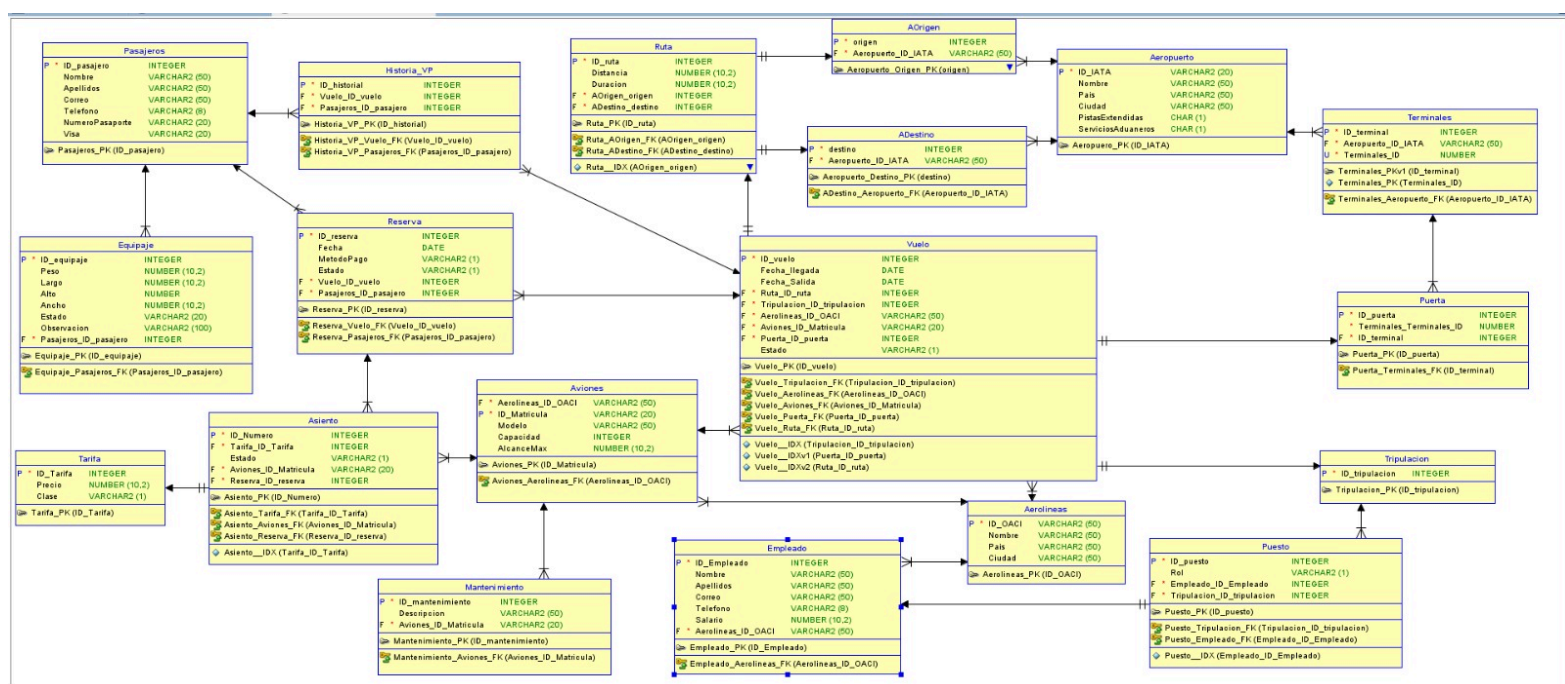 Pasajeros
P * ID_pasajero INTEGER
Nombre VARCHAR2 (50)
Apellidos VARCHAR2 (50)
Correo VARCHAR2 (50)
Telefono VARCHAR2 (8)
NumeroPasaporte VARCHAR2 (20)
Visa VARCHAR2 (20)
Pasajeros_PK (ID_pasajero)
Historia_VP
P * ID_historial INTEGER
F * Vuelo_ID_vuelo INTEGER
F * Pasajeros_ID_pasajero INTEGER
Historia_VP_PK (ID_historial)
Historia_VP_Vuelo_FK (Vuelo_ID_vuelo)
Historia_VP_Pasajeros_FK (Pasajeros_ID_pasajero)
Ruta
P * ID_ruta INTEGER
Distancia NUMBER (10,2)
Duracion NUMBER (10,2)
F * AOrigen_origen INTEGER
F * ADestino_destino INTEGER
Ruta_PK (ID_ruta)
Ruta_AOrigen_FK (AOrigen_origen)
Ruta_ADestino_FK (ADestino_destino)
Ruta__IDX (AOrigen_origen)
AOrigen
P * origen INTEGER
F * Aeropuerto_ID_IATA VARCHAR2 (50)
Aeropuerto_Origen_PK (origen)
Aeropuerto
P * ID_IATA VARCHAR2 (20)
Nombre VARCHAR2 (50)
Pais VARCHAR2 (50)
Ciudad VARCHAR2 (50)
PistasExtendidas CHAR (1)
ServiciosAduaneros CHAR (1)
Aeropuero_PK (ID_IATA)
ADestino
P * destino INTEGER
F * Aeropuerto_ID_IATA VARCHAR2 (50)
Aeropuerto_Destino_PK (destino)
ADestino_Aeropuerto_FK (Aeropuerto_ID_IATA)
Terminales
P * ID_terminal INTEGER
F * Aeropuerto_ID_IATA VARCHAR2 (50)
U * Terminales_ID NUMBER
Terminales_PKv1 (ID_terminal)
Terminales_PK (Terminales_ID)
Terminales_Aeropuerto_FK (Aeropuerto_ID_IATA)
Equipaje
P * ID_equipaje INTEGER
Peso NUMBER (10,2)
Largo NUMBER (10,2)
Alto NUMBER
Ancho NUMBER (10,2)
Estado VARCHAR2 (20)
Observacion VARCHAR2 (100)
F * Pasajeros_ID_pasajero INTEGER
Equipaje_PK (ID_equipaje)
Equipaje_Pasajeros_FK (Pasajeros_ID_pasajero)
Reserva
P * ID_reserva INTEGER
Fecha DATE
MetodoPago VARCHAR2 (1)
Estado VARCHAR2 (1)
F * Vuelo_ID_vuelo INTEGER
F * Pasajeros_ID_pasajero INTEGER
Reserva_PK (ID_reserva)
Reserva_Vuelo_FK (Vuelo_ID_vuelo)
Reserva_Pasajeros_FK (Pasajeros_ID_pasajero)
Vuelo
P * ID_vuelo INTEGER
Fecha_llegada DATE
Fecha_Salida DATE
F * Ruta_ID_ruta INTEGER
F * Tripulacion_ID_tripulacion INTEGER
F * Aerolineas_ID_OACI VARCHAR2 (50)
F * Aviones_ID_Matricula VARCHAR2 (20)
F * Puerta_ID_puerta INTEGER
Estado VARCHAR2 (1)
Vuelo_PK (ID_vuelo)
Vuelo_Tripulacion_FK (Tripulacion_ID_tripulacion)
Vuelo_Aerolineas_FK (Aerolineas_ID_OACI)
Vuelo_Aviones_FK (Aviones_ID_Matricula)
Vuelo_Puerta_FK (Puerta_ID_puerta)
Vuelo_Ruta_FK (Ruta_ID_ruta)
Vuelo__IDX (Tripulacion_ID_tripulacion)
Vuelo__IDXv1 (Puerta_ID_puerta)
Vuelo__IDXv2 (Ruta_ID_ruta)
Puerta
P * ID_puerta INTEGER
* Terminales_Terminales_ID NUMBER
F * ID_terminal INTEGER
Puerta_PK (ID_puerta)
Puerta_Terminales_FK (ID_terminal)
Aviones
F * Aerolineas_ID_OACI VARCHAR2 (50)
P * ID_Matricula VARCHAR2 (20)
Modelo VARCHAR2 (50)
Capacidad INTEGER
AlcanceMax NUMBER (10,2)
Aviones_PK (ID_Matricula)
Aviones_Aerolineas_FK (Aerolineas_ID_OACI)
Asiento
P * ID_Numero INTEGER
F * Tarifa_ID_Tarifa INTEGER
Estado VARCHAR2 (1)
F * Aviones_ID_Matricula VARCHAR2 (20)
F * Reserva_ID_reserva INTEGER
Asiento_PK (ID_Numero)
Asiento_Tarifa_FK (Tarifa_ID_Tarifa)
Asiento_Aviones_FK (Aviones_ID_Matricula)
Asiento_Reserva_FK (Reserva_ID_reserva)
Asiento__IDX (Tarifa_ID_Tarifa)
Tarifa
P * ID_Tarifa INTEGER
Precio NUMBER (10,2)
Clase VARCHAR2 (1)
Tarifa_PK (ID_Tarifa)
Tripulacion
P * ID_tripulacion INTEGER
Tripulacion_PK (ID_tripulacion)
Aerolineas
P * ID_OACI VARCHAR2 (50)
Nombre VARCHAR2 (50)
Pais VARCHAR2 (50)
Ciudad VARCHAR2 (50)
Aerolineas_PK (ID_OACI)
Mantenimiento
P * ID_mantenimiento INTEGER
Descripcion VARCHAR2 (50)
F * Aviones_ID_Matricula VARCHAR2 (20)
Mantenimiento_PK (ID_mantenimiento)
Mantenimiento_Aviones_FK (Aviones_ID_Matricula)
Empleado
P * ID_Empleado INTEGER
Nombre VARCHAR2 (50)
Apellidos VARCHAR2 (50)
Correo VARCHAR2 (50)
Telefono VARCHAR2 (8)
Salario NUMBER (10,2)
F * Aerolineas_ID_OACI VARCHAR2 (50)
Empleado_PK (ID_Empleado)
Empleado_Aerolineas_FK (Aerolineas_ID_OACI)
Puesto
P * ID_puesto INTEGER
Rol VARCHAR2 (1)
F * Empleado_ID_Empleado INTEGER
F * Tripulacion_ID_tripulacion INTEGER
Puesto_PK (ID_puesto)
Puesto_Tripulacion_FK (Tripulacion_ID_tripulacion)
Puesto_Empleado_FK (Empleado_ID_Empleado)
Puesto__IDX (Empleado_ID_Empleado)